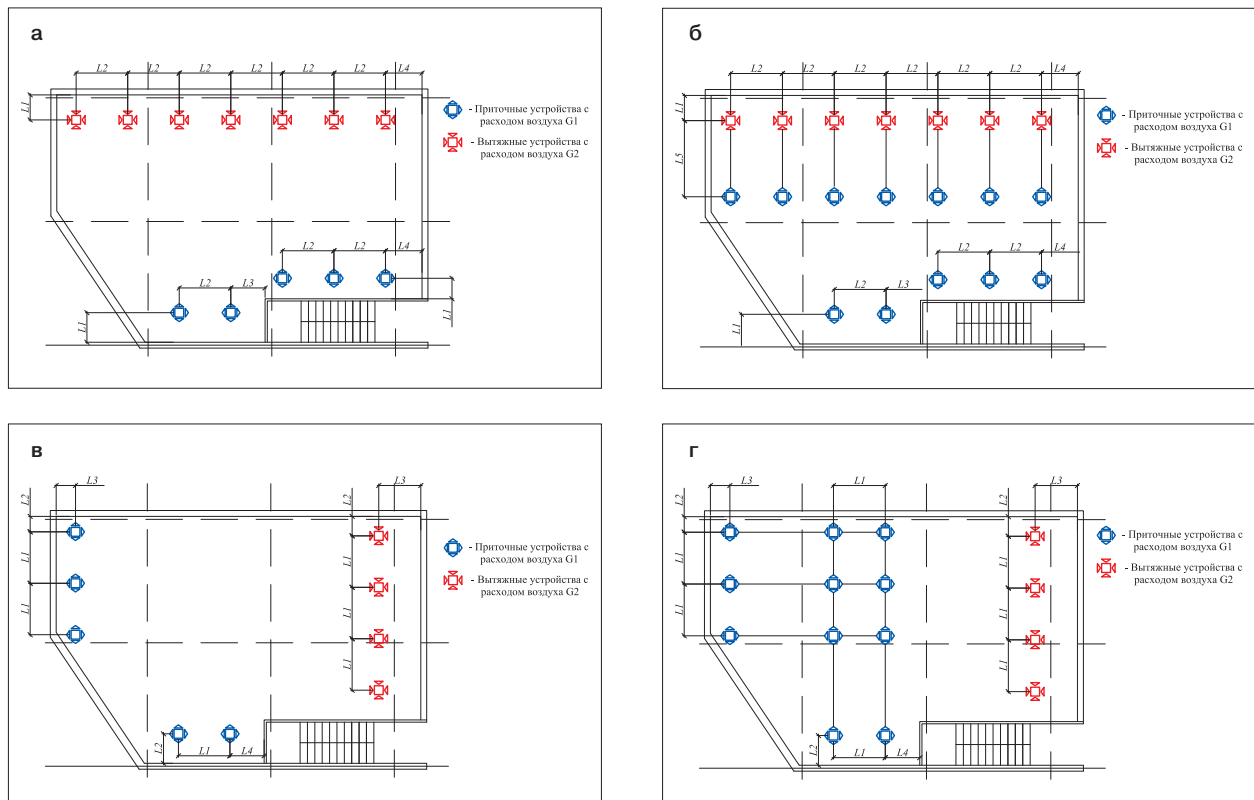 а
L2 L2 L2 L2 L2 L2 L4
L1
- Приточные устройства с
расходом воздуха G1
- Вытяжные устройства с
расходом воздуха G2
L2 L2 L4
L2 L3
L1
L1
б
L2 L2 L2 L2 L2 L2 L4
L1
L5
- Приточные устройства с
расходом воздуха G1
- Вытяжные устройства с
расходом воздуха G2
L2 L2 L4
L2 L3
L1
в
L3 L3
L2 L2
L1 L1
L1 L1
L1
- Приточные устройства с
расходом воздуха G1
- Вытяжные устройства с
расходом воздуха G2
L2
L1 L4
г
L3 L1 L3
L2 L2
L1 L1
L1 L1
L1
- Приточные устройства с
расходом воздуха G1
- Вытяжные устройства с
расходом воздуха G2
L2
L1 L4